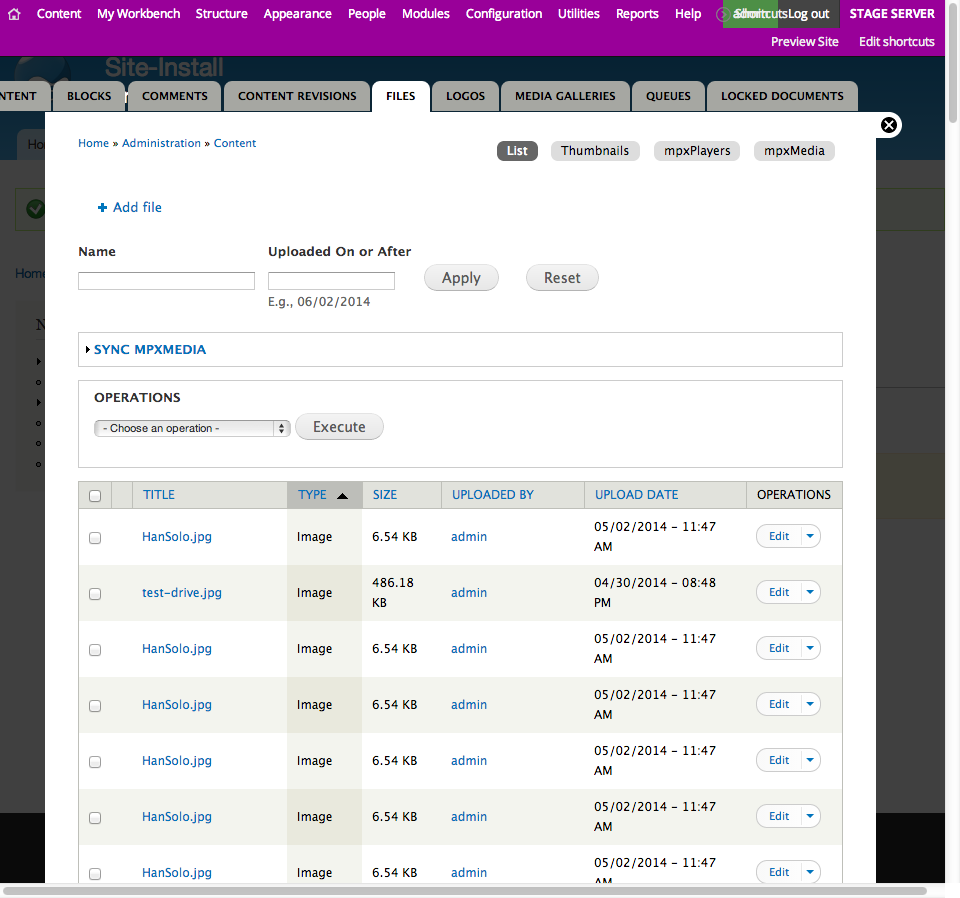 Content My Workbench Structure Appearance People Modules Configuration Utilities Reports Help Shortcuts Log out STAGE SERVER
Preview Site Edit shortcuts
Site-Install
NTENT BLOCKS COMMENTS CONTENT REVISIONS FILES LOGOS MEDIA GALLERIES QUEUES LOCKED DOCUMENTS
Ho
Home » Administration » Content
List Thumbnails mpxPlayers mpxMedia
Add file
Name Uploaded On or After
Apply Reset
Home
E.g., 06/02/2014
N
SYNC MPXMEDIA
OPERATIONS
- Choose an operation - Execute
TITLE TYPE SIZE UPLOADED BY UPLOAD DATE OPERATIONS
HanSolo.jpg Image 6.54 KB admin 05/02/2014 - 11:47 AM Edit
test-drive.jpg Image 486.18 KB admin 04/30/2014 - 08:48 PM Edit
HanSolo.jpg Image 6.54 KB admin 05/02/2014 - 11:47 AM Edit
HanSolo.jpg Image 6.54 KB admin 05/02/2014 - 11:47 AM Edit
HanSolo.jpg Image 6.54 KB admin 05/02/2014 - 11:47 AM Edit
HanSolo.jpg Image 6.54 KB admin 05/02/2014 - 11:47 AM Edit
HanSolo.jpg Image 6.54 KB admin 05/02/2014 - 11:47 AM Edit